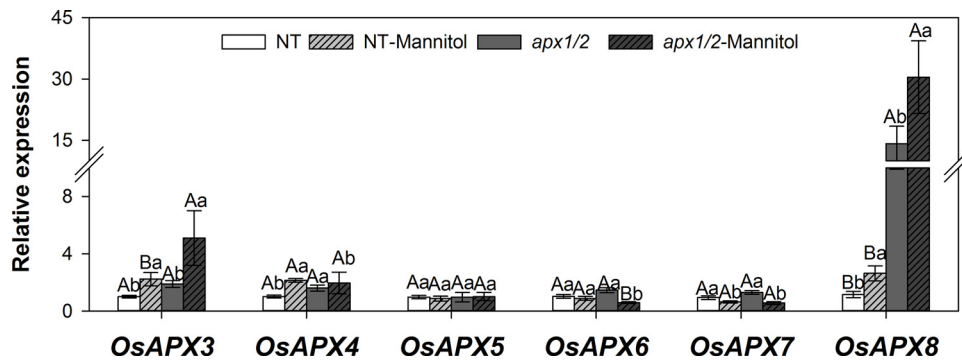 45
NT NT-Mannitol apx1/2 apx1/2-Mannitol
Aa
30
Ab
15
Relative expression
8
Aa
4
Ab Ba Ab Ab Aa Aa Ab Aa Aa Aa Aa Aa Aa Aa Bb Aa Ab Aa Ab Bb Ba
0
OsAPX3 OsAPX4 OsAPX5 OsAPX6 OsAPX7 OsAPX8